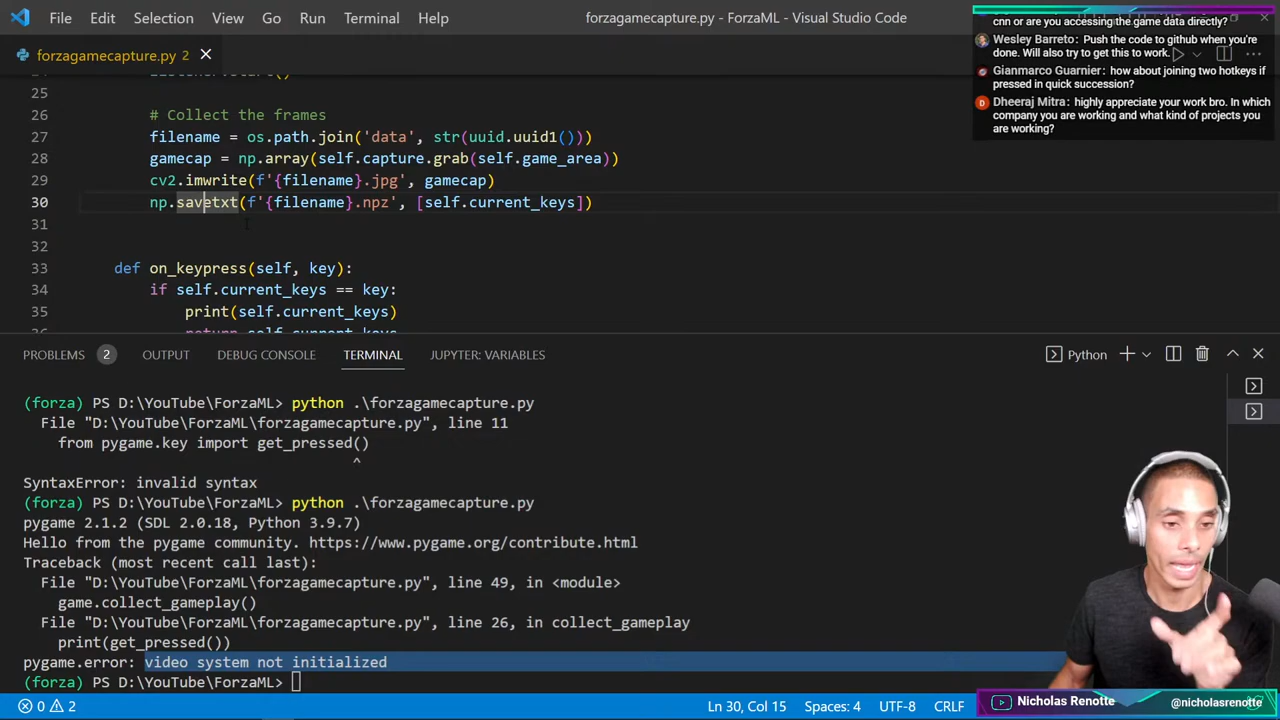 File Edit Selection View Go Run Terminal Help
forzagamecapture.py - ForzaML - Visual Studio Code
cnn or are you accessing the game data directly?
Wesley Barreto: Push the code to github when you're
done. Will also try to get this to work.
Gianmarco Guarnier: how about joining two hotkeys if
pressed in quick succession?
Dheeraj Mitra: highly appreciate your work bro. In which
company you are working and what kind of projects you
are working?
forzagamecapture.py 2
25
26 # Collect the frames
27 filename = os.path.join('data', str(uuid.uuid1()))
28 gamecap = np.array(self.capture.grab(self.game_area))
29 cv2.imwrite(f'{filename}.jpg', gamecap)
30 np.savetxt(f'{filename}.npz', [self.current_keys])
31
32
33 def on_keypress(self, key):
34 if self.current_keys == key:
35 print(self.current_keys)
36 return self.current_keys
PROBLEMS 2 OUTPUT DEBUG CONSOLE TERMINAL JUPYTER: VARIABLES
Python
(forza) PS D:\YouTube\ForzaML> python .\forzagamecapture.py
File "D:\YouTube\ForzaML\forzagamecapture.py", line 11
from pygame.key import get_pressed()
^
SyntaxError: invalid syntax
(forza) PS D:\YouTube\ForzaML> python .\forzagamecapture.py
pygame 2.1.2 (SDL 2.0.18, Python 3.9.7)
Hello from the pygame community. https://www.pygame.org/contribute.html
Traceback (most recent call last):
File "D:\YouTube\ForzaML\forzagamecapture.py", line 49, in <module>
game.collect_gameplay()
File "D:\YouTube\ForzaML\forzagamecapture.py", line 26, in collect_gameplay
print(get_pressed())
pygame.error: video system not initialized
(forza) PS D:\YouTube\ForzaML>
0 2
Ln 30, Col 15 Spaces: 4 UTF-8 CRLF
Nicholas Renotte @nicholasrenotte